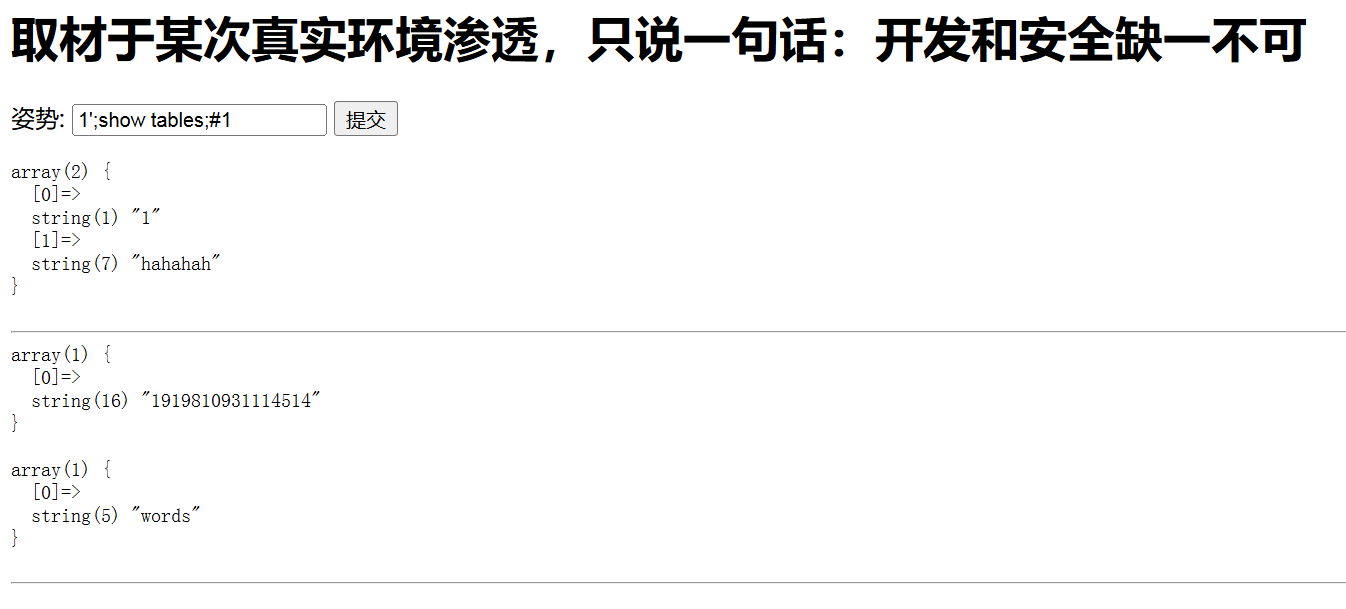 取材于某次真实环境渗透，只说一句话：开发和安全缺一不可
姿势: 1';show tables;#1 提交
array(2) {
  [0]=>
  string(1) "1"
  [1]=>
  string(7) "hahahah"
}
array(1) {
  [0]=>
  string(16) "1919810931114514"
}
array(1) {
  [0]=>
  string(5) "words"
}